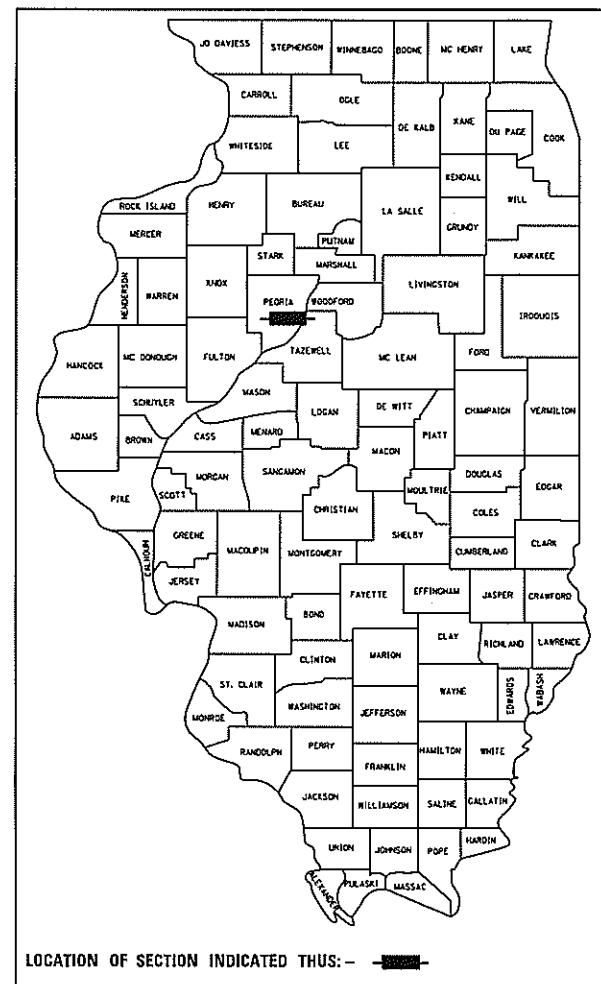 JO DAVIESS STEPHENSON WINNEBAGO BOONE MC HENRY LAKE
CARROLL OGLE
DE KALB KANE DU PAGE COOK
WHITESIDE LEE
KENDALL
ROCK ISLAND HENRY BUREAU LA SALLE WILL
MERCER PUTNAM GRUNDY
STARK KANKAKEE
MARSHALL
HENDERSON WARREN KNOX PEORIA WOODFORD LIVINGSTON IROQUOIS
HANCOCK MC DONOUGH FULTON TAZEWELL MC LEAN FORD
SCHUYLER MASON
LOGAN DE WITT CHAMPAIGN VERMILION
ADAMS BROWN CASS MENARD PIATT
MACON
PIKE SCOTT MORGAN SANGAMON MOULTRIE DOUGLAS EDGAR
CHRISTIAN COLES
CALHOUN GREENE MACOUPIN MONTGOMERY SHELBY CLARK
CUMBERLAND
JERSEY
FAYETTE EFFINGHAM JASPER CRAWFORD
MADISON BOND
CLAY RICHLAND LAWRENCE
CLINTON MARION
ST. CLAIR WAYNE EDWARDS WABASH
WASHINGTON JEFFERSON
MONROE
RANDOLPH PERRY HAMILTON WHITE
FRANKLIN
JACKSON WILLIAMSON SALINE GALLATIN
UNION JOHNSON POPE HARDIN
ALEXANDER PULASKI MASSAC
LOCATION OF SECTION INDICATED THUS: -